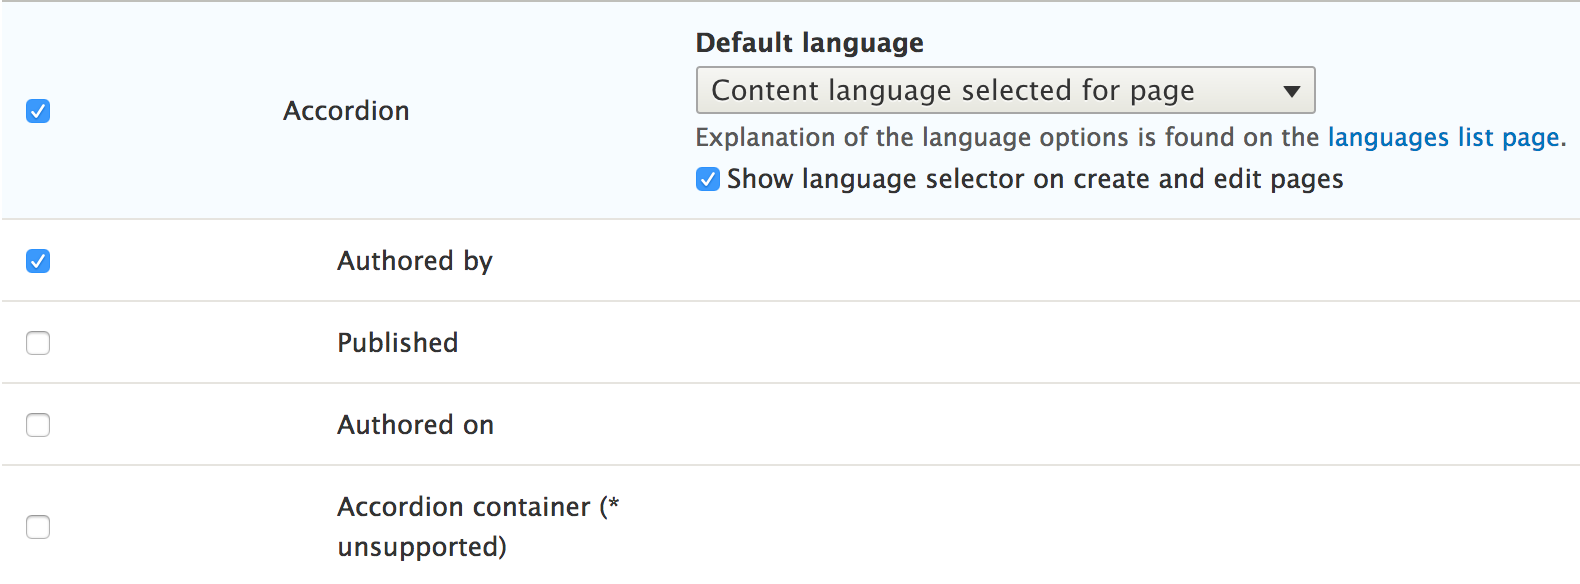 Default language
Accordion
Content language selected for page
Explanation of the language options is found on the languages list page.
Show language selector on create and edit pages
Authored by
Published
Authored on
Accordion container (*
unsupported)